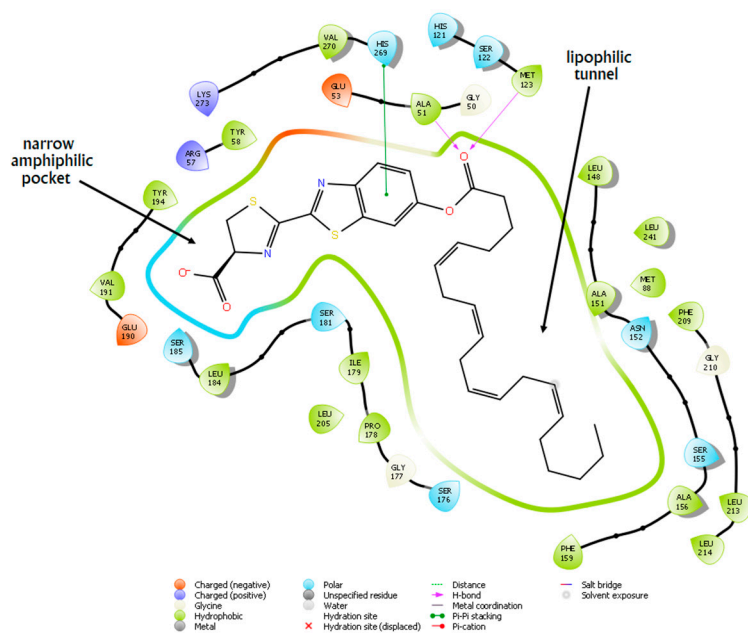 VAL
270
HIS
269
HIS
121
SER
122
MET
123
lipophilic
tunnel
LYS
273
GLU
53
ALA
51
GLY
50
narrow
amphiphilic
pocket
ARG
57
TYR
58
TYR
194
VAL
191
GLU
190
N
S
S
N
O
O
O⁻
O
LEU
148
LEU
241
MET
88
ALA
151
ASN
152
PHE
209
GLY
210
SER
185
LEU
184
SER
181
ILE
179
LEU
205
PRO
178
GLY
177
SER
176
SER
155
ALA
156
PHE
159
LEU
213
LEU
214
Charged (negative)
Charged (positive)
Glycine
Hydrophobic
Metal
Polar
Unspecified residue
Water
Hydration site
Hydration site (displaced)
Distance
H-bond
Metal coordination
Pi-Pi stacking
Pi-cation
Salt bridge
Solvent exposure